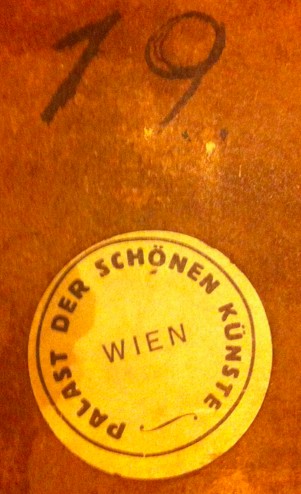 19
PALAST DER SCHÖNEN KÜNSTE
WIEN